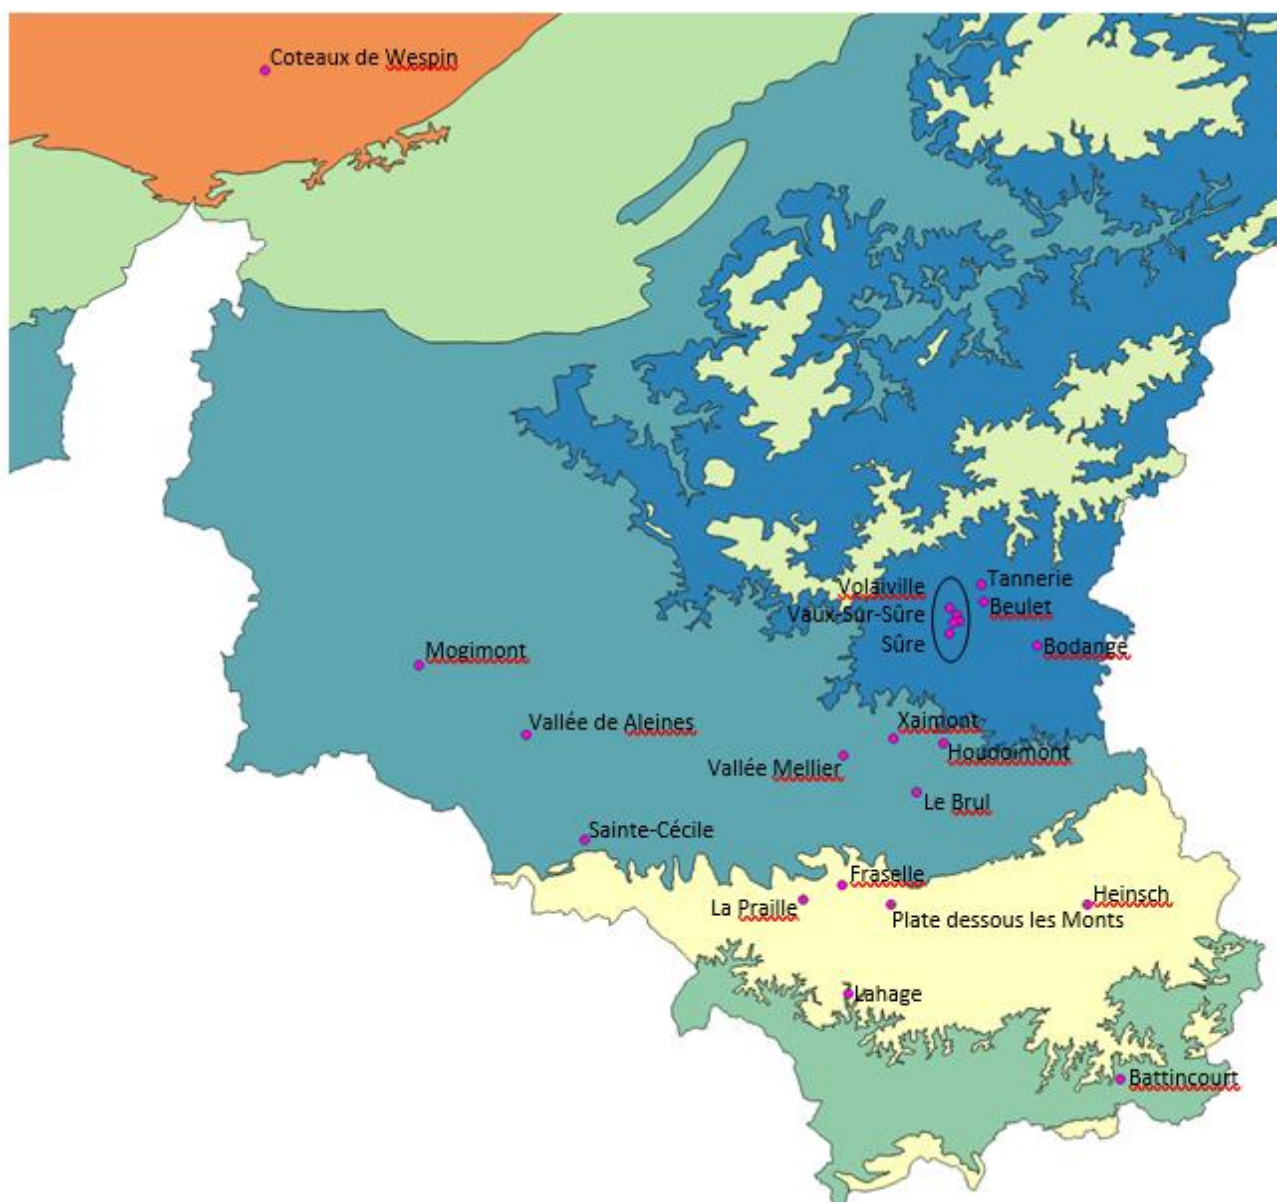 Coteaux de Wespin
Volaiville
Tannerie
Vaux-Sur-Sûre
Beulet
Sûre
Bodange
Mogimont
Vallée de Aleines
Xaimont
Houdoimont
Vallée Mellier
Le Brul
Sainte-Cécile
Fraselle
Heinsch
La Praille
Plate dessous les Monts
Lahage
Battincourt